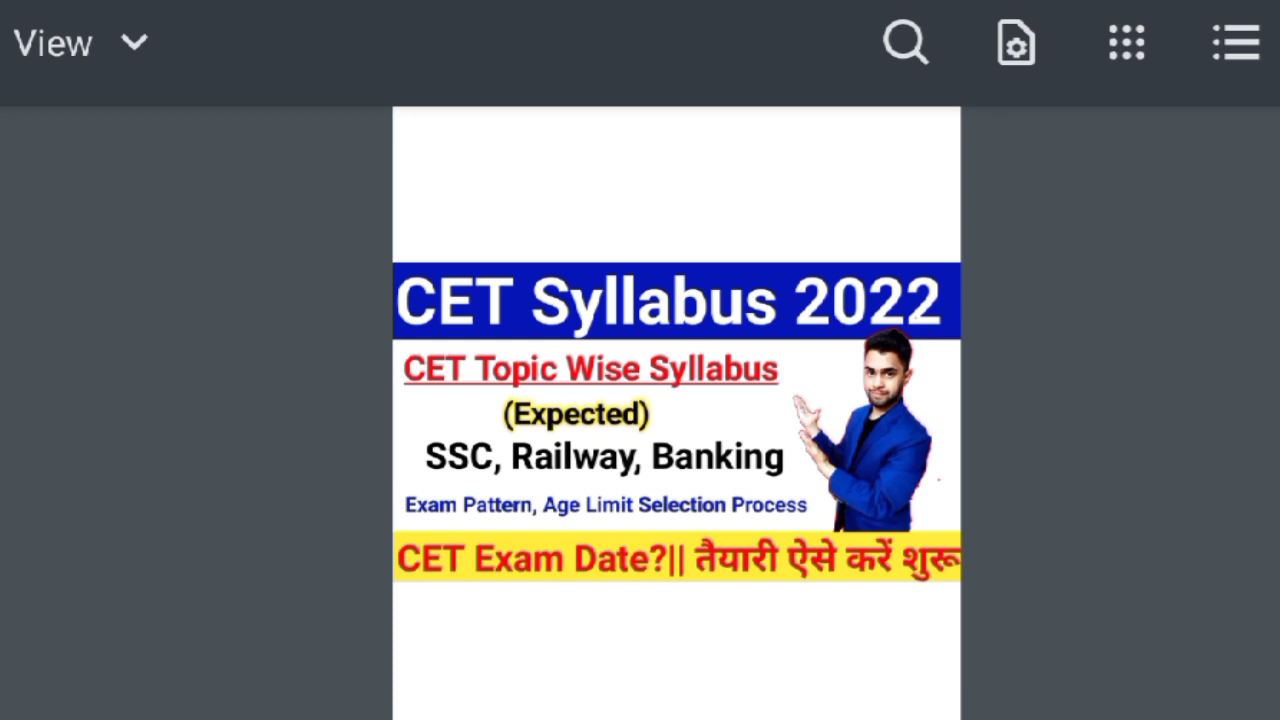 View
CET Syllabus 2022
CET Topic Wise Syllabus
(Expected)
SSC, Railway, Banking
Exam Pattern, Age Limit Selection Process
CET Exam Date?|| तैयारी ऐसे करें शुरू